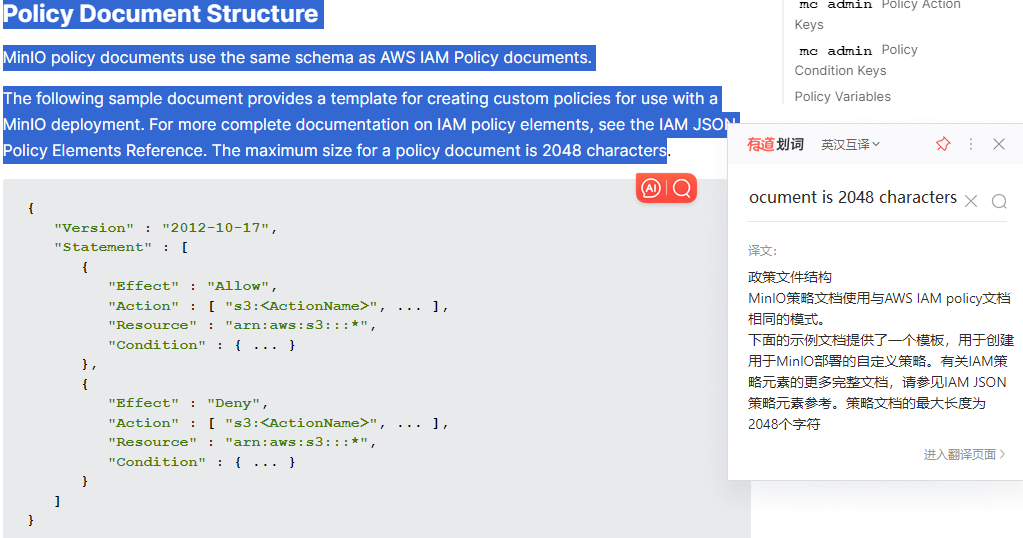 Policy Document Structure
MinIO policy documents use the same schema as AWS IAM Policy documents.
The following sample document provides a template for creating custom policies for use with a
MinIO deployment. For more complete documentation on IAM policy elements, see the IAM JSON
Policy Elements Reference. The maximum size for a policy document is 2048 characters.
{
"Version" : "2012-10-17",
"Statement" : [
{
"Effect" : "Allow",
"Action" : [ "s3:<ActionName>", ... ],
"Resource" : "arn:aws:s3:::*",
"Condition" : { ... }
},
{
"Effect" : "Deny",
"Action" : [ "s3:<ActionName>", ... ],
"Resource" : "arn:aws:s3:::*",
"Condition" : { ... }
}
]
}
mc admin Policy Action
Keys
mc admin Policy
Condition Keys
Policy Variables
AI
有道划词 英汉互译
ocument is 2048 characters
译文:
政策文件结构
MinIO策略文档使用与AWS IAM policy文档
相同的模式。
下面的示例文档提供了一个模板，用于创建
用于MinIO部署的自定义策略。有关IAM策
略元素的更多完整文档，请参见IAM JSON
策略元素参考。策略文档的最大长度为
2048个字符
进入翻译页面